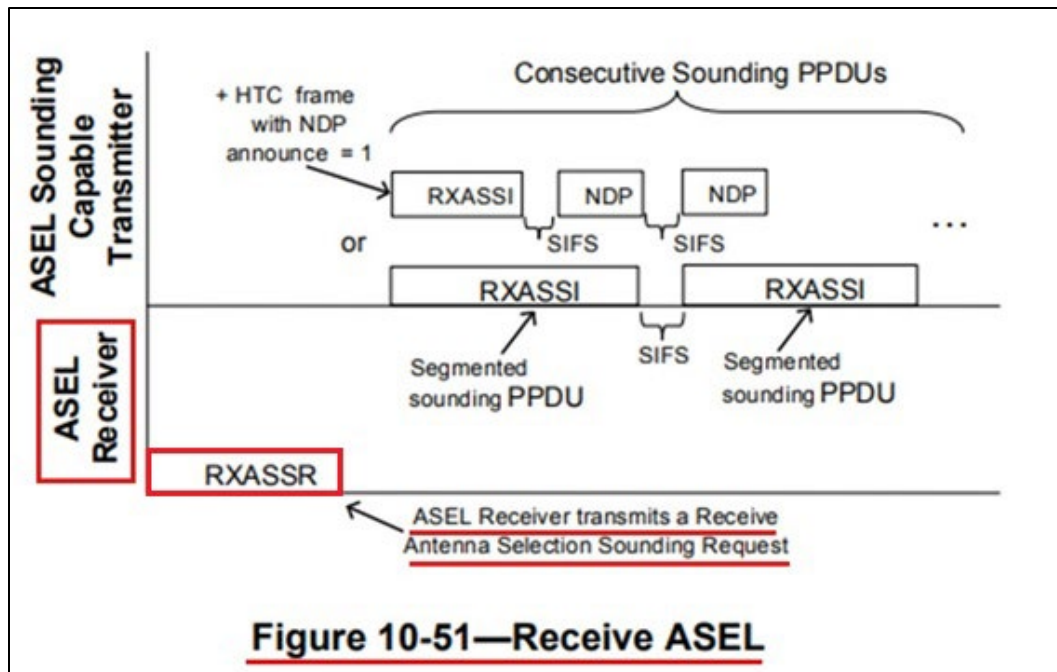 ASEL Sounding
Capable
Transmitter
Consecutive Sounding PPDUs
+ HTC frame
with NDP
announce = 1
RXASSI
NDP
NDP
SIFS
SIFS
...
or
RXASSI
RXASSI
SIFS
Segmented
sounding PPDU
Segmented
sounding PPDU
ASEL
Receiver
RXASSR
ASEL Receiver transmits a Receive
Antenna Selection Sounding Request
Figure 10-51—Receive ASEL